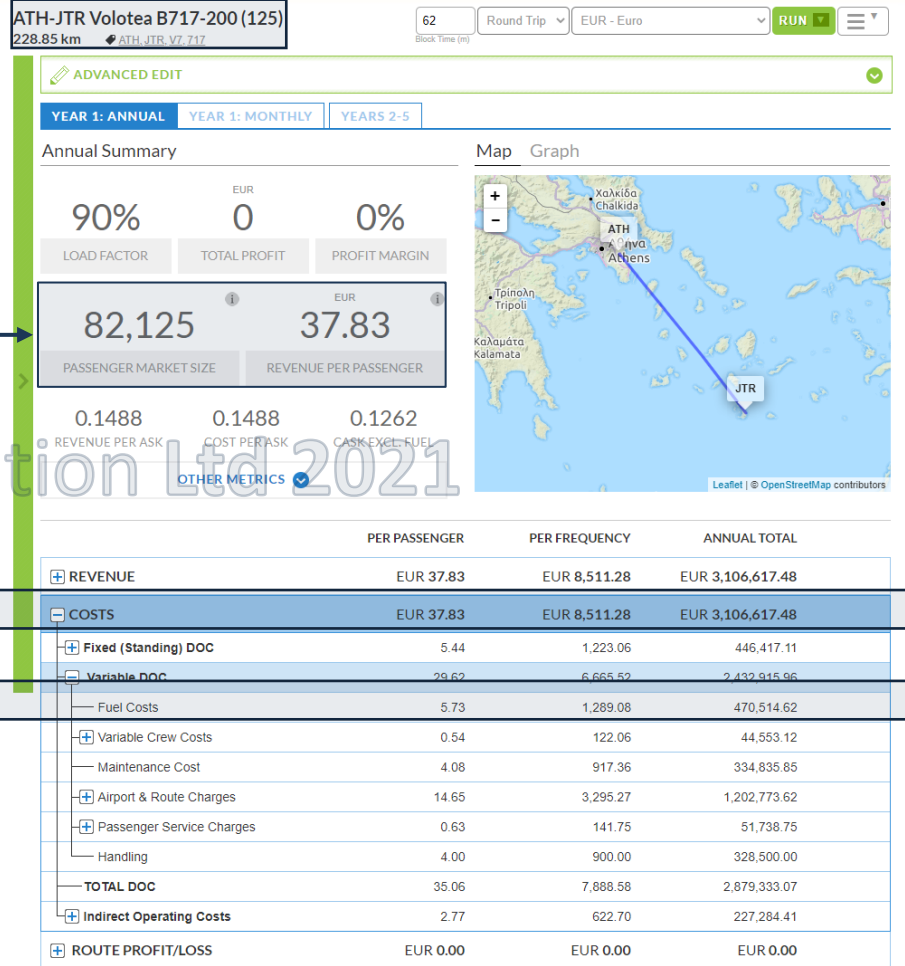 ATH-JTR Volotea B717-200 (125)
228.85 km ATH, JTR, V7, 717
62 Round Trip EUR - Euro RUN
Block Time (m)
ADVANCED EDIT
YEAR 1: ANNUAL YEAR 1: MONTHLY YEARS 2-5
Annual Summary
Map Graph
EUR
90% 0 0%
LOAD FACTOR TOTAL PROFIT PROFIT MARGIN
EUR
82,125 37.83
PASSENGER MARKET SIZE REVENUE PER PASSENGER
0.1488 0.1488 0.1262
REVENUE PER ASK COST PER ASK CASK EXCL. FUEL
tion Ltd 2021
OTHER METRICS
+
−
Χαλκίδα
Chalkida
ATH
Αθήνα
Athens
Τρίπολη
Tripoli
Καλαμάτα
Kalamata
JTR
Leaflet | © OpenStreetMap contributors
PER PASSENGER PER FREQUENCY ANNUAL TOTAL
REVENUE EUR 37.83 EUR 8,511.28 EUR 3,106,617.48
COSTS EUR 37.83 EUR 8,511.28 EUR 3,106,617.48
Fixed (Standing) DOC 5.44 1,223.06 446,417.11
Variable DOC 29.62 6,665.52 2,432,915.96
Fuel Costs 5.73 1,289.08 470,514.62
Variable Crew Costs 0.54 122.06 44,553.12
Maintenance Cost 4.08 917.36 334,835.85
Airport & Route Charges 14.65 3,295.27 1,202,773.62
Passenger Service Charges 0.63 141.75 51,738.75
Handling 4.00 900.00 328,500.00
TOTAL DOC 35.06 7,888.58 2,879,333.07
Indirect Operating Costs 2.77 622.70 227,284.41
ROUTE PROFIT/LOSS EUR 0.00 EUR 0.00 EUR 0.00